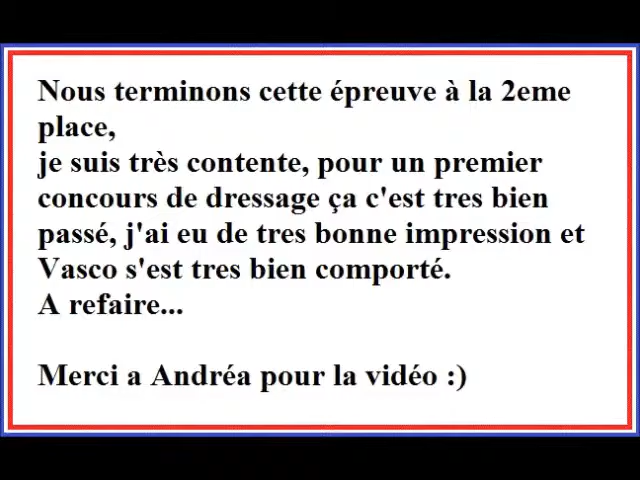 Nous terminons cette épreuve à la 2eme
place,
je suis très contente, pour un premier
concours de dressage ça c'est tres bien
passé, j'ai eu de tres bonne impression et
Vasco s'est tres bien comporté.
A refaire...
Merci a Andréa pour la vidéo :)